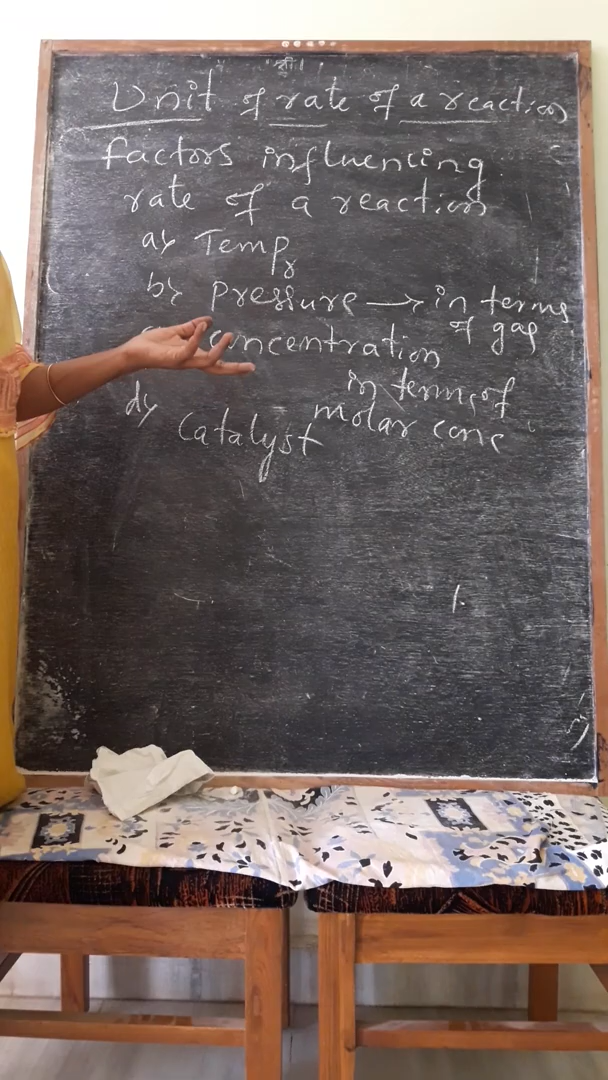 Unit of rate of a reaction
factors influencing
rate of a reaction
a) Tempr
b) Pressure → in terms
of gas
concentration
in terms of
molar conc
d) Catalyst